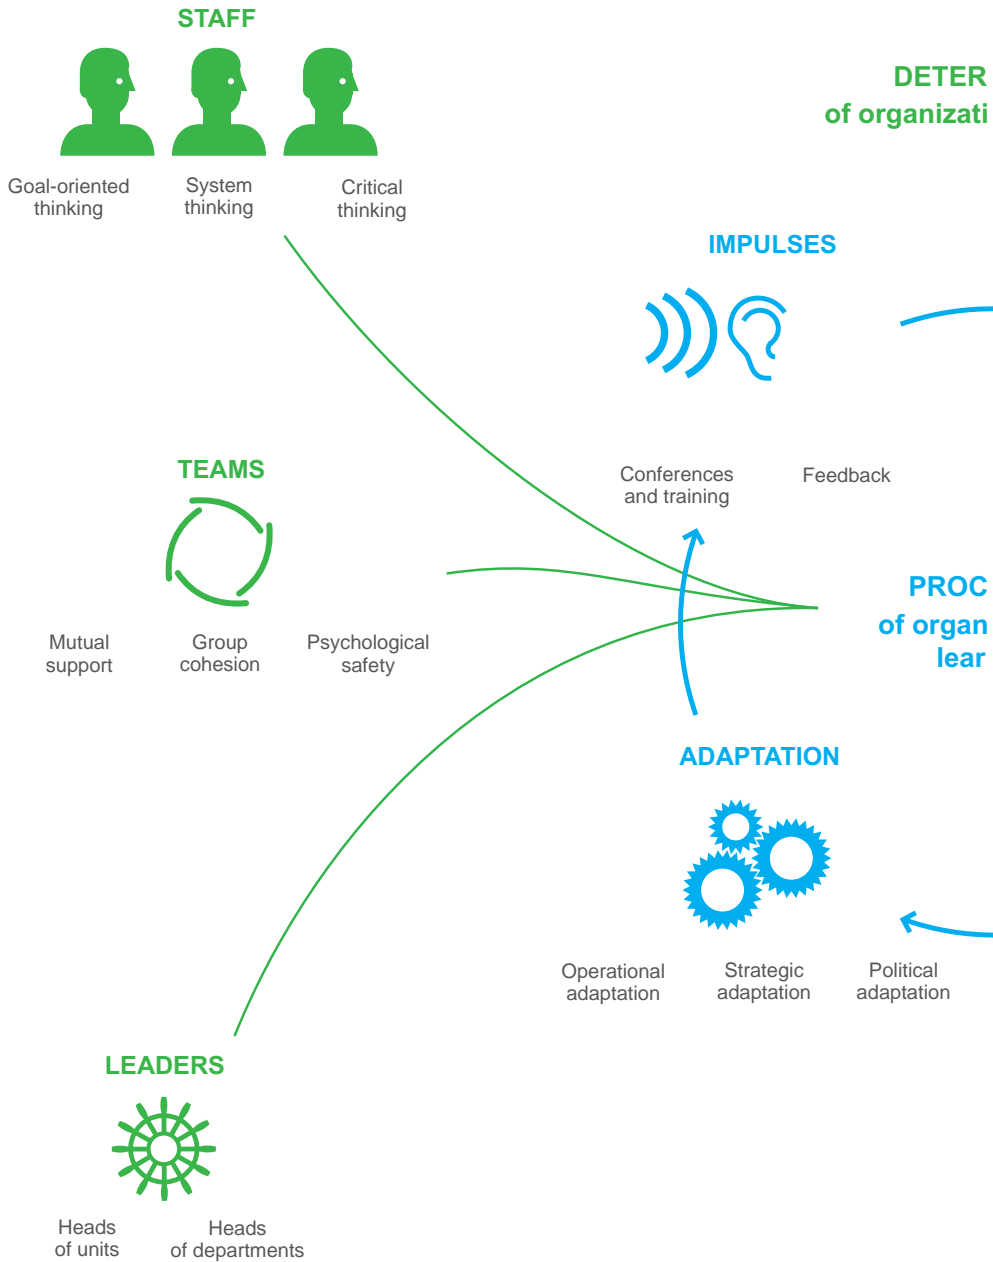 STAFF
Goal-oriented
thinking
System
thinking
Critical
thinking
DETER
of organizati
IMPULSES
Conferences
and training
Feedback
TEAMS
Mutual
support
Group
cohesion
Psychological
safety
PROC
of organ
lear
ADAPTATION
Operational
adaptation
Strategic
adaptation
Political
adaptation
LEADERS
Heads
of units
Heads
of departments